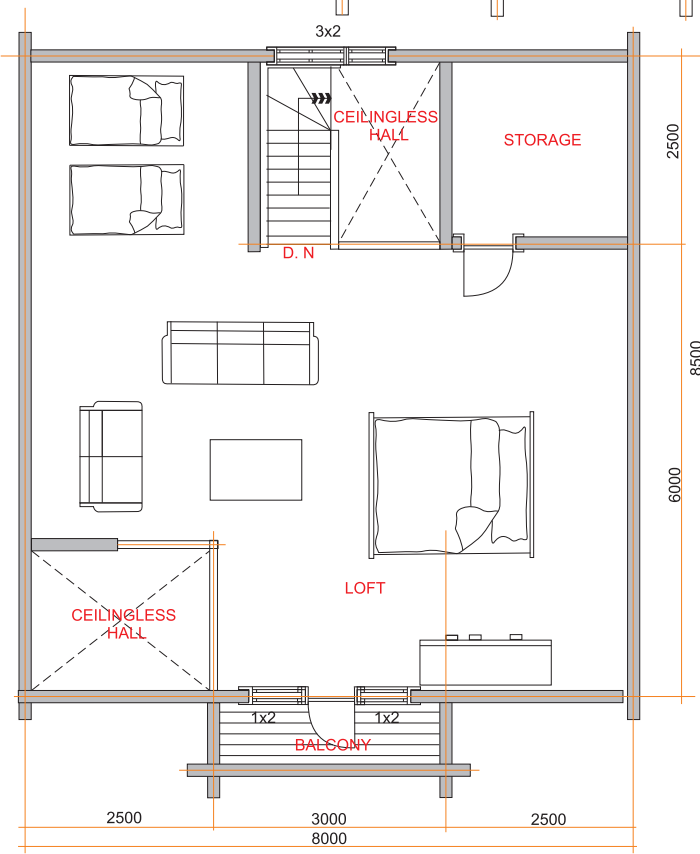 3x2
CEILINGLESS
HALL
STORAGE
2500
D. N
8500
6000
LOFT
CEILINGLESS
HALL
1x2
1x2
BALCONY
2500
3000
2500
8000